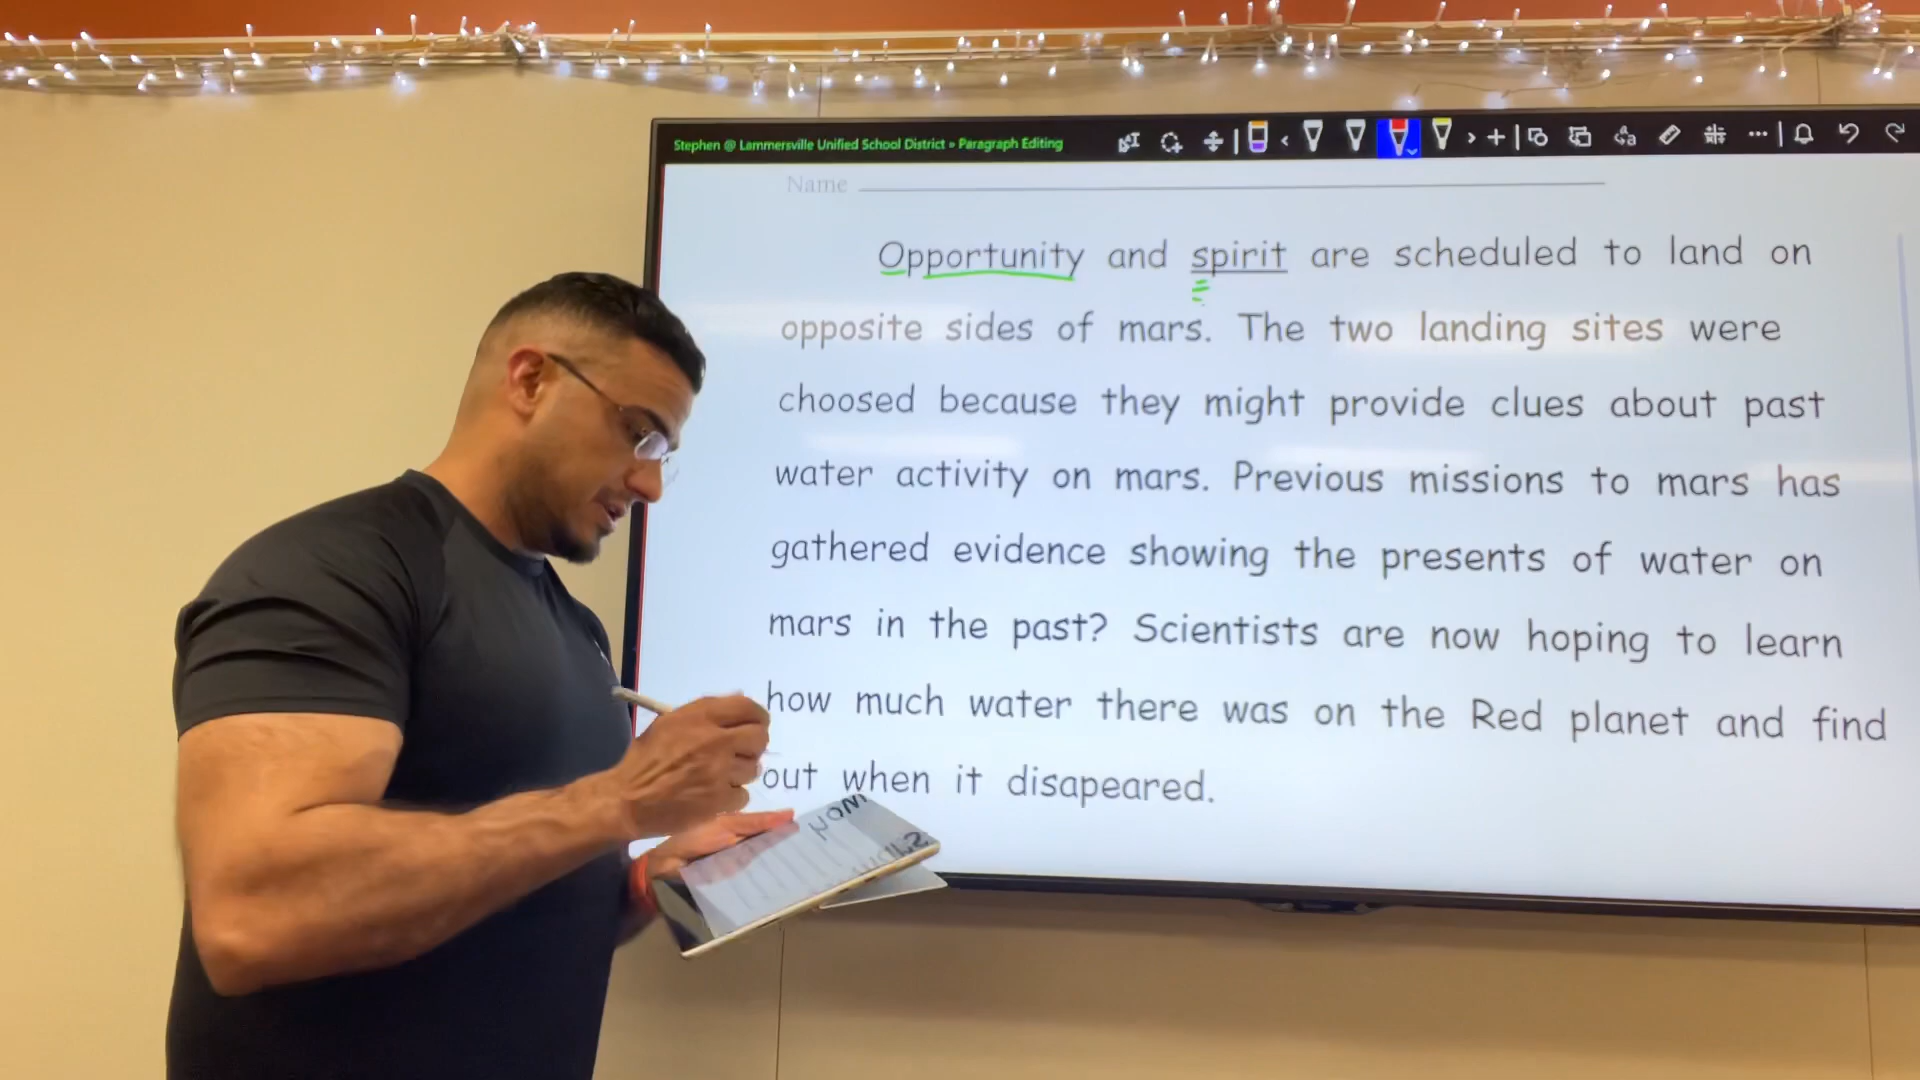 Stephen @ Lammersville Unified School District » Paragraph Editing
Name
Opportunity and spirit are scheduled to land on
opposite sides of mars. The two landing sites were
choosed because they might provide clues about past
water activity on mars. Previous missions to mars has
gathered evidence showing the presents of water on
mars in the past? Scientists are now hoping to learn
how much water there was on the Red planet and find
out when it disapeared.